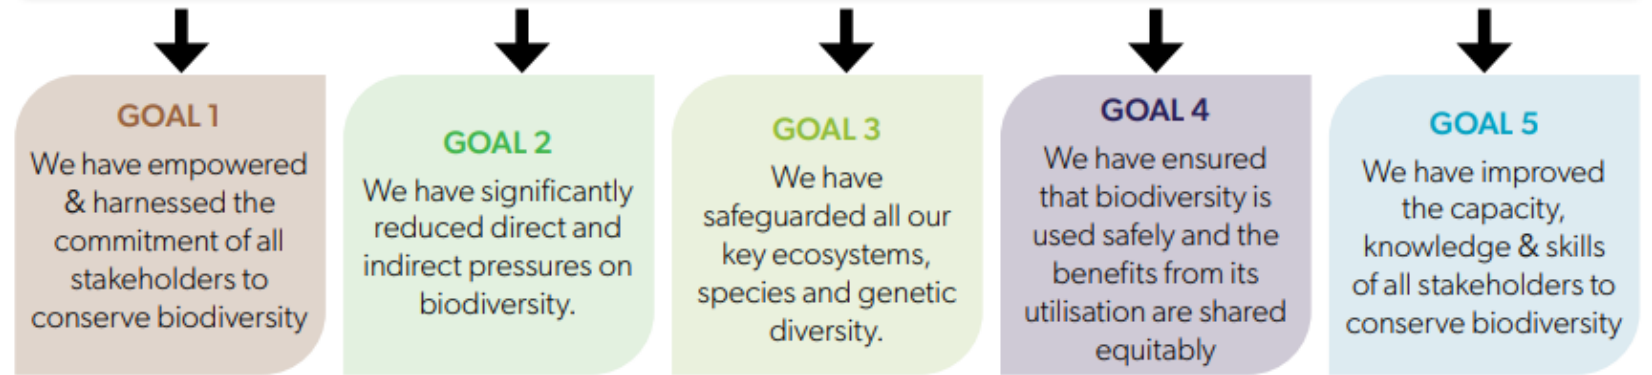 GOAL 1
We have empowered
& harnessed the
commitment of all
stakeholders to
conserve biodiversity
GOAL 2
We have significantly
reduced direct and
indirect pressures on
biodiversity.
GOAL 3
We have
safeguarded all our
key ecosystems,
species and genetic
diversity.
GOAL 4
We have ensured
that biodiversity is
used safely and the
benefits from its
utilisation are shared
equitably
GOAL 5
We have improved
the capacity,
knowledge & skills
of all stakeholders to
conserve biodiversity